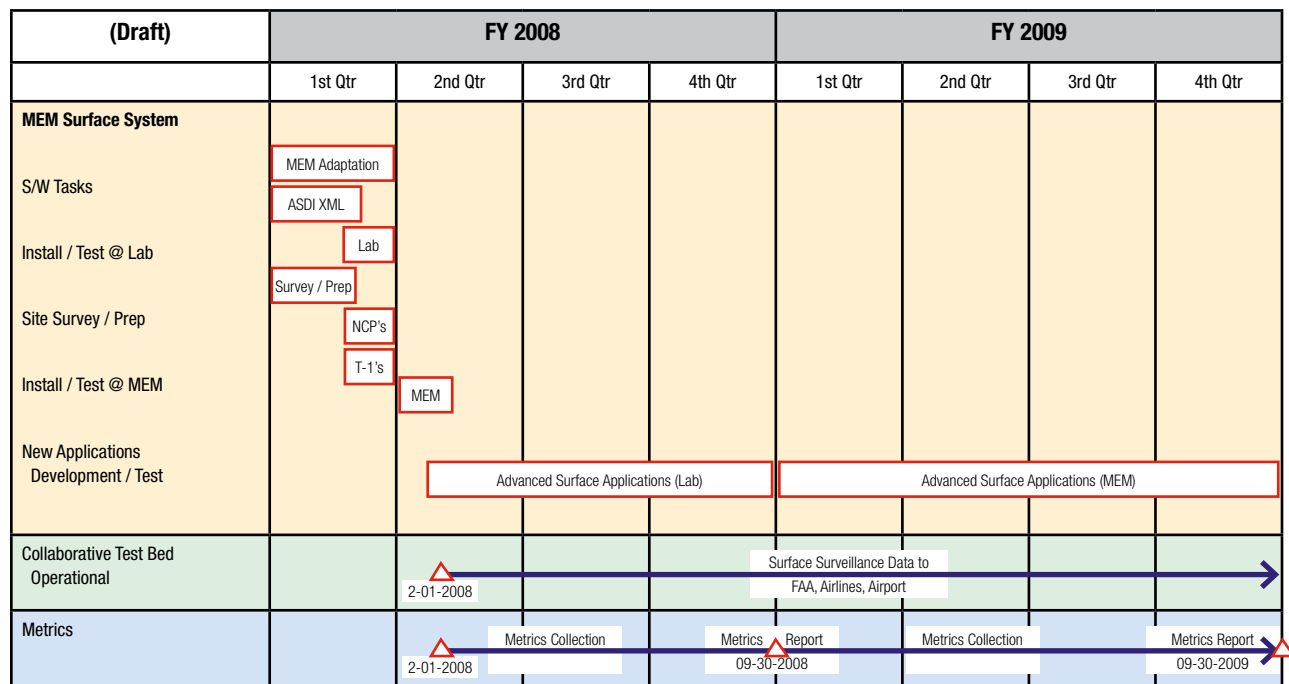 (Draft)
FY 2008
FY 2009
1st Qtr
2nd Qtr
3rd Qtr
4th Qtr
1st Qtr
2nd Qtr
3rd Qtr
4th Qtr
MEM Surface System
MEM Adaptation
S/W Tasks
ASDI XML
Lab
Install / Test @ Lab
Survey / Prep
Site Survey / Prep
NCP's
T-1's
Install / Test @ MEM
MEM
New Applications
Development / Test
Advanced Surface Applications (Lab)
Advanced Surface Applications (MEM)
Collaborative Test Bed
Operational
2-01-2008
Surface Surveillance Data to
FAA, Airlines, Airport
Metrics
2-01-2008
Metrics Collection
Metrics Report
09-30-2008
Metrics Collection
Metrics Report
09-30-2009